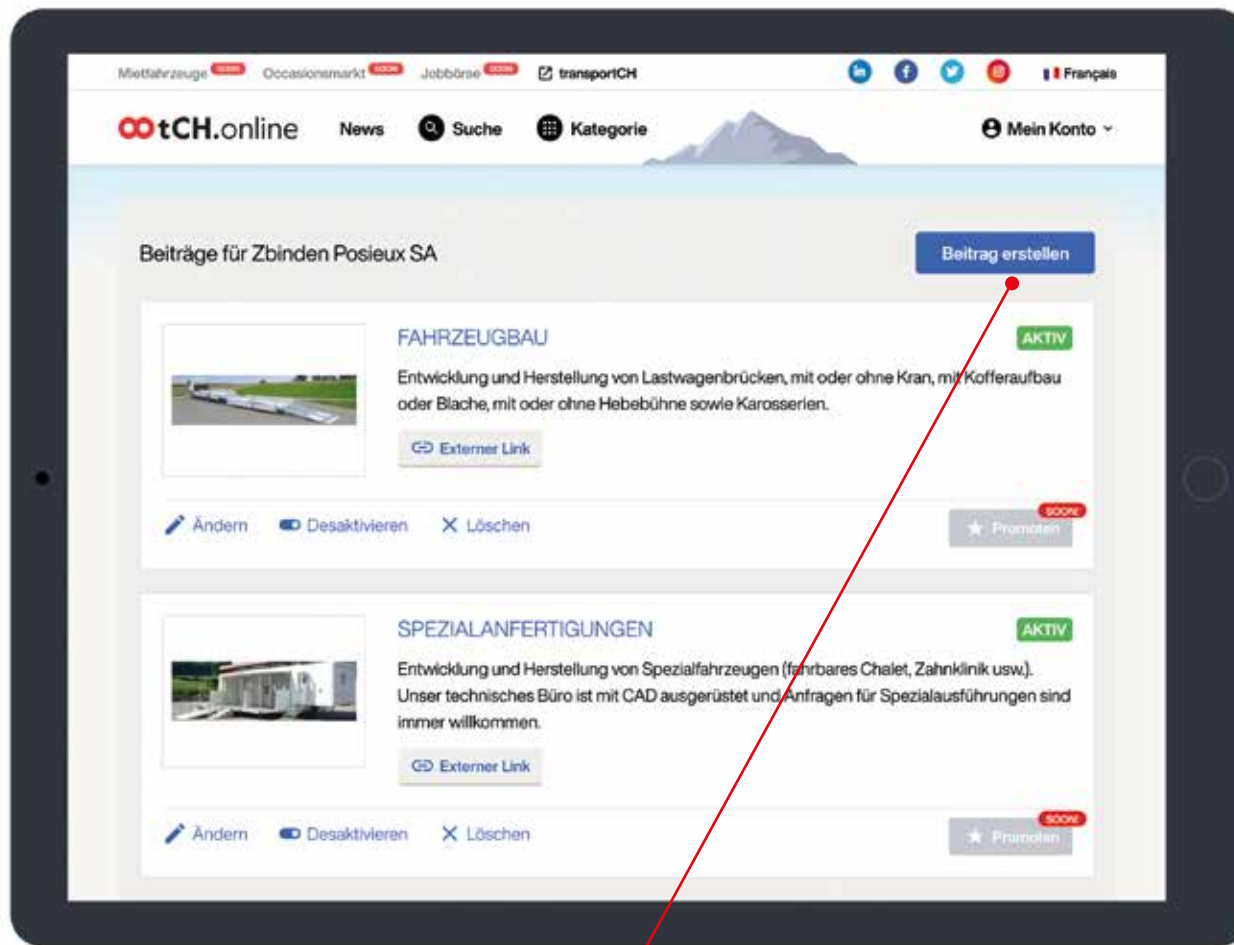 Mietfahrzeuge SOON! Occasionsmarkt SOON! Jobbörse SOON! transportCH Français
tCH.online News Suche Kategorie Mein Konto
Beiträge für Zbinden Posieux SA Beitrag erstellen
FAHRZEUGBAU AKTIV
Entwicklung und Herstellung von Lastwagenbrücken, mit oder ohne Kran, mit Kofferaufbau
oder Blache, mit oder ohne Hebebühne sowie Karosserien.
Externer Link
Ändern Desaktivieren Löschen Promoten SOON!
SPEZIALANFERTIGUNGEN AKTIV
Entwicklung und Herstellung von Spezialfahrzeugen (fahrbares Chalet, Zahnklinik usw.).
Unser technisches Büro ist mit CAD ausgerüstet und Anfragen für Spezialausführungen sind
immer willkommen.
Externer Link
Ändern Desaktivieren Löschen Promoten SOON!